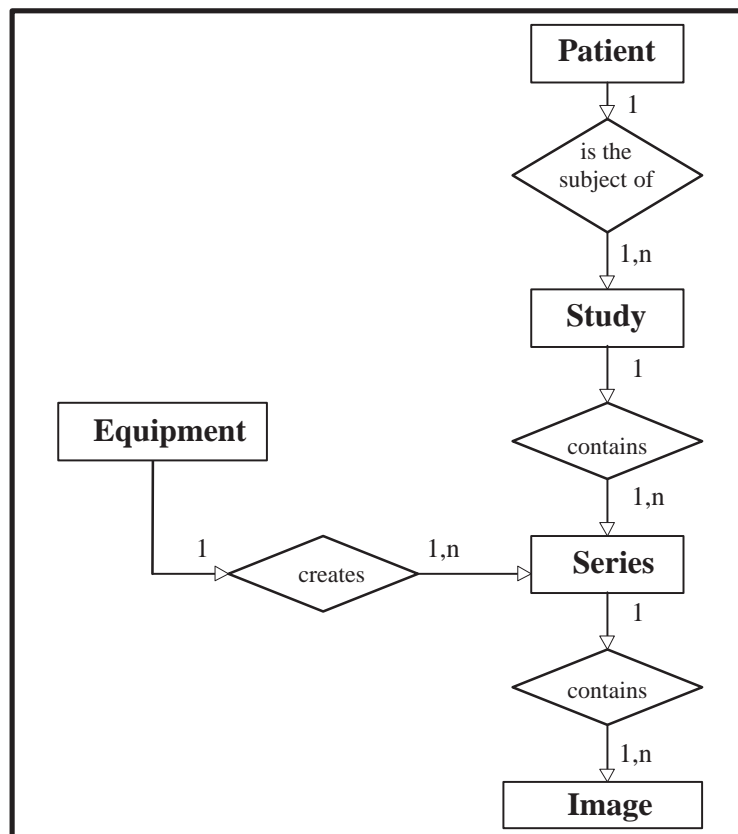 Patient
1
is the
subject of
1,n
Study
1
Equipment
contains
1,n
1
1,n
Series
creates
1
contains
1,n
Image